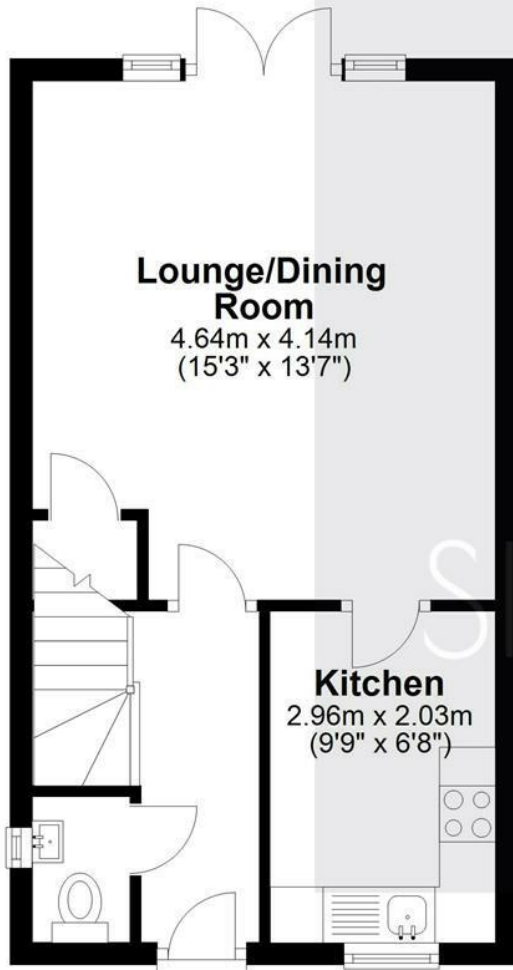 Lounge/Dining
Room
4.64m x 4.14m
(15'3" x 13'7")
Kitchen
2.96m x 2.03m
(9'9" x 6'8")